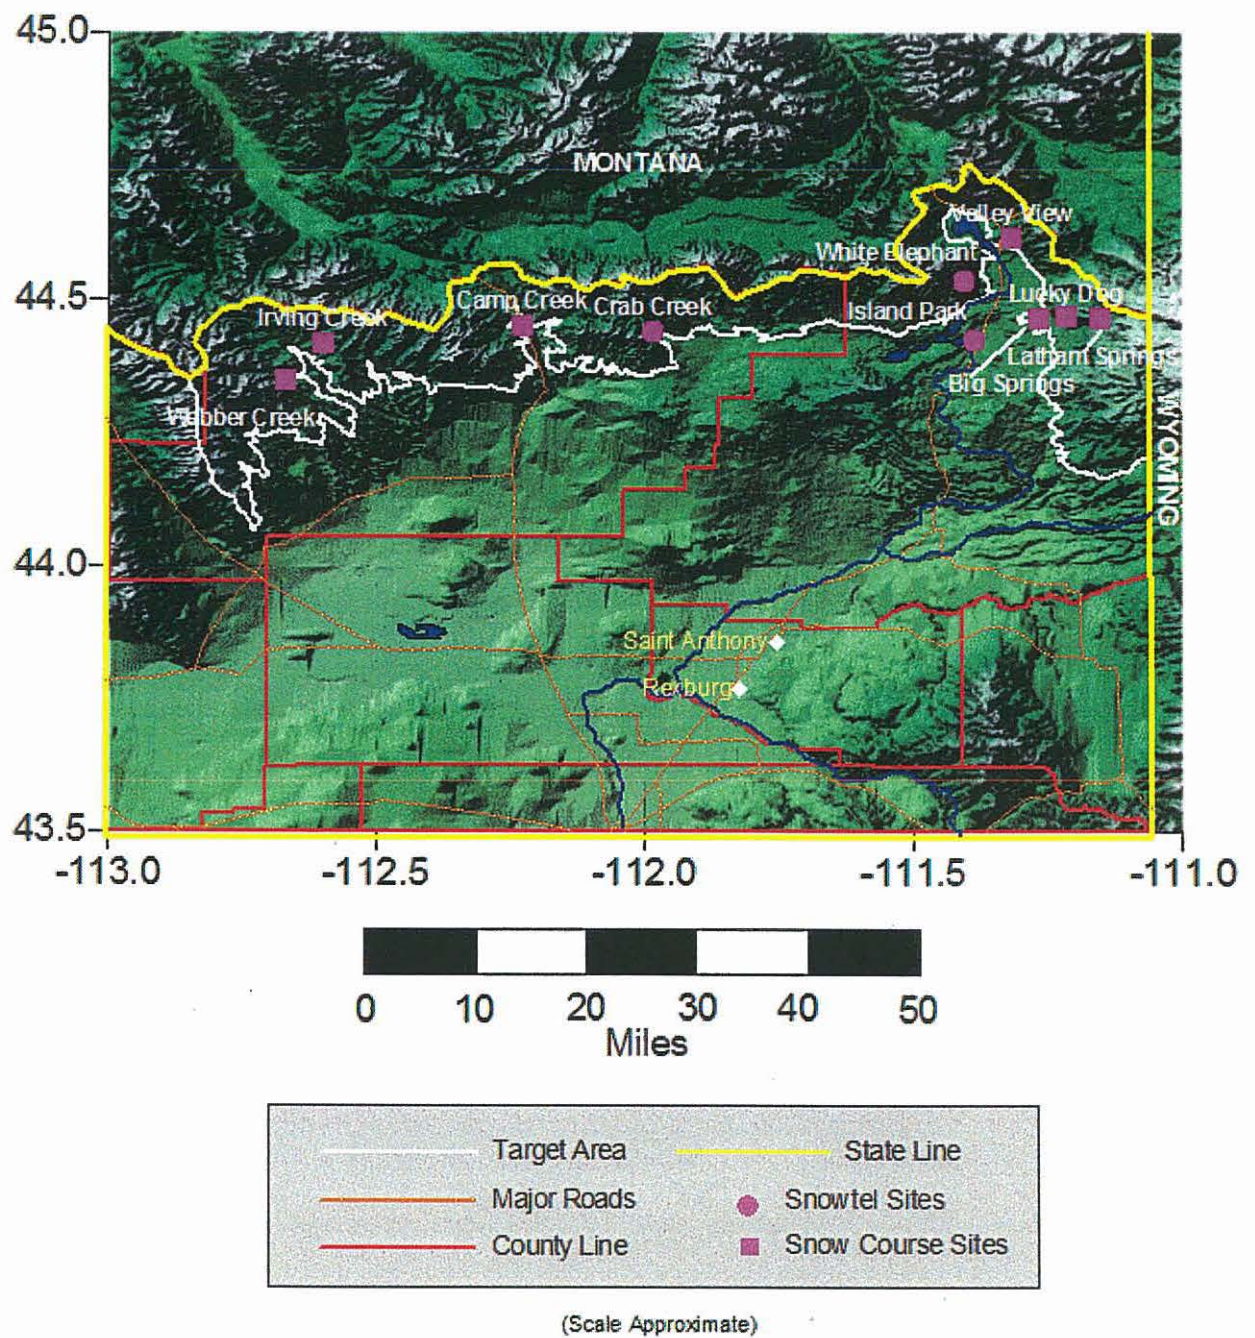 45.0
MONTANA
Valley View
White Elephant
44.5
Camp Creek
Crab Creek
Lucky Dog
Irving Creek
Island Park
Latham Springs
Big Springs
Webber Creek
WYOMING
44.0
Saint Anthony
Rexburg
43.5
-113.0 -112.5 -112.0 -111.5 -111.0
0 10 20 30 40 50
Miles
Target Area State Line
Major Roads Snowtel Sites
County Line Snow Course Sites
(Scale Approximate)